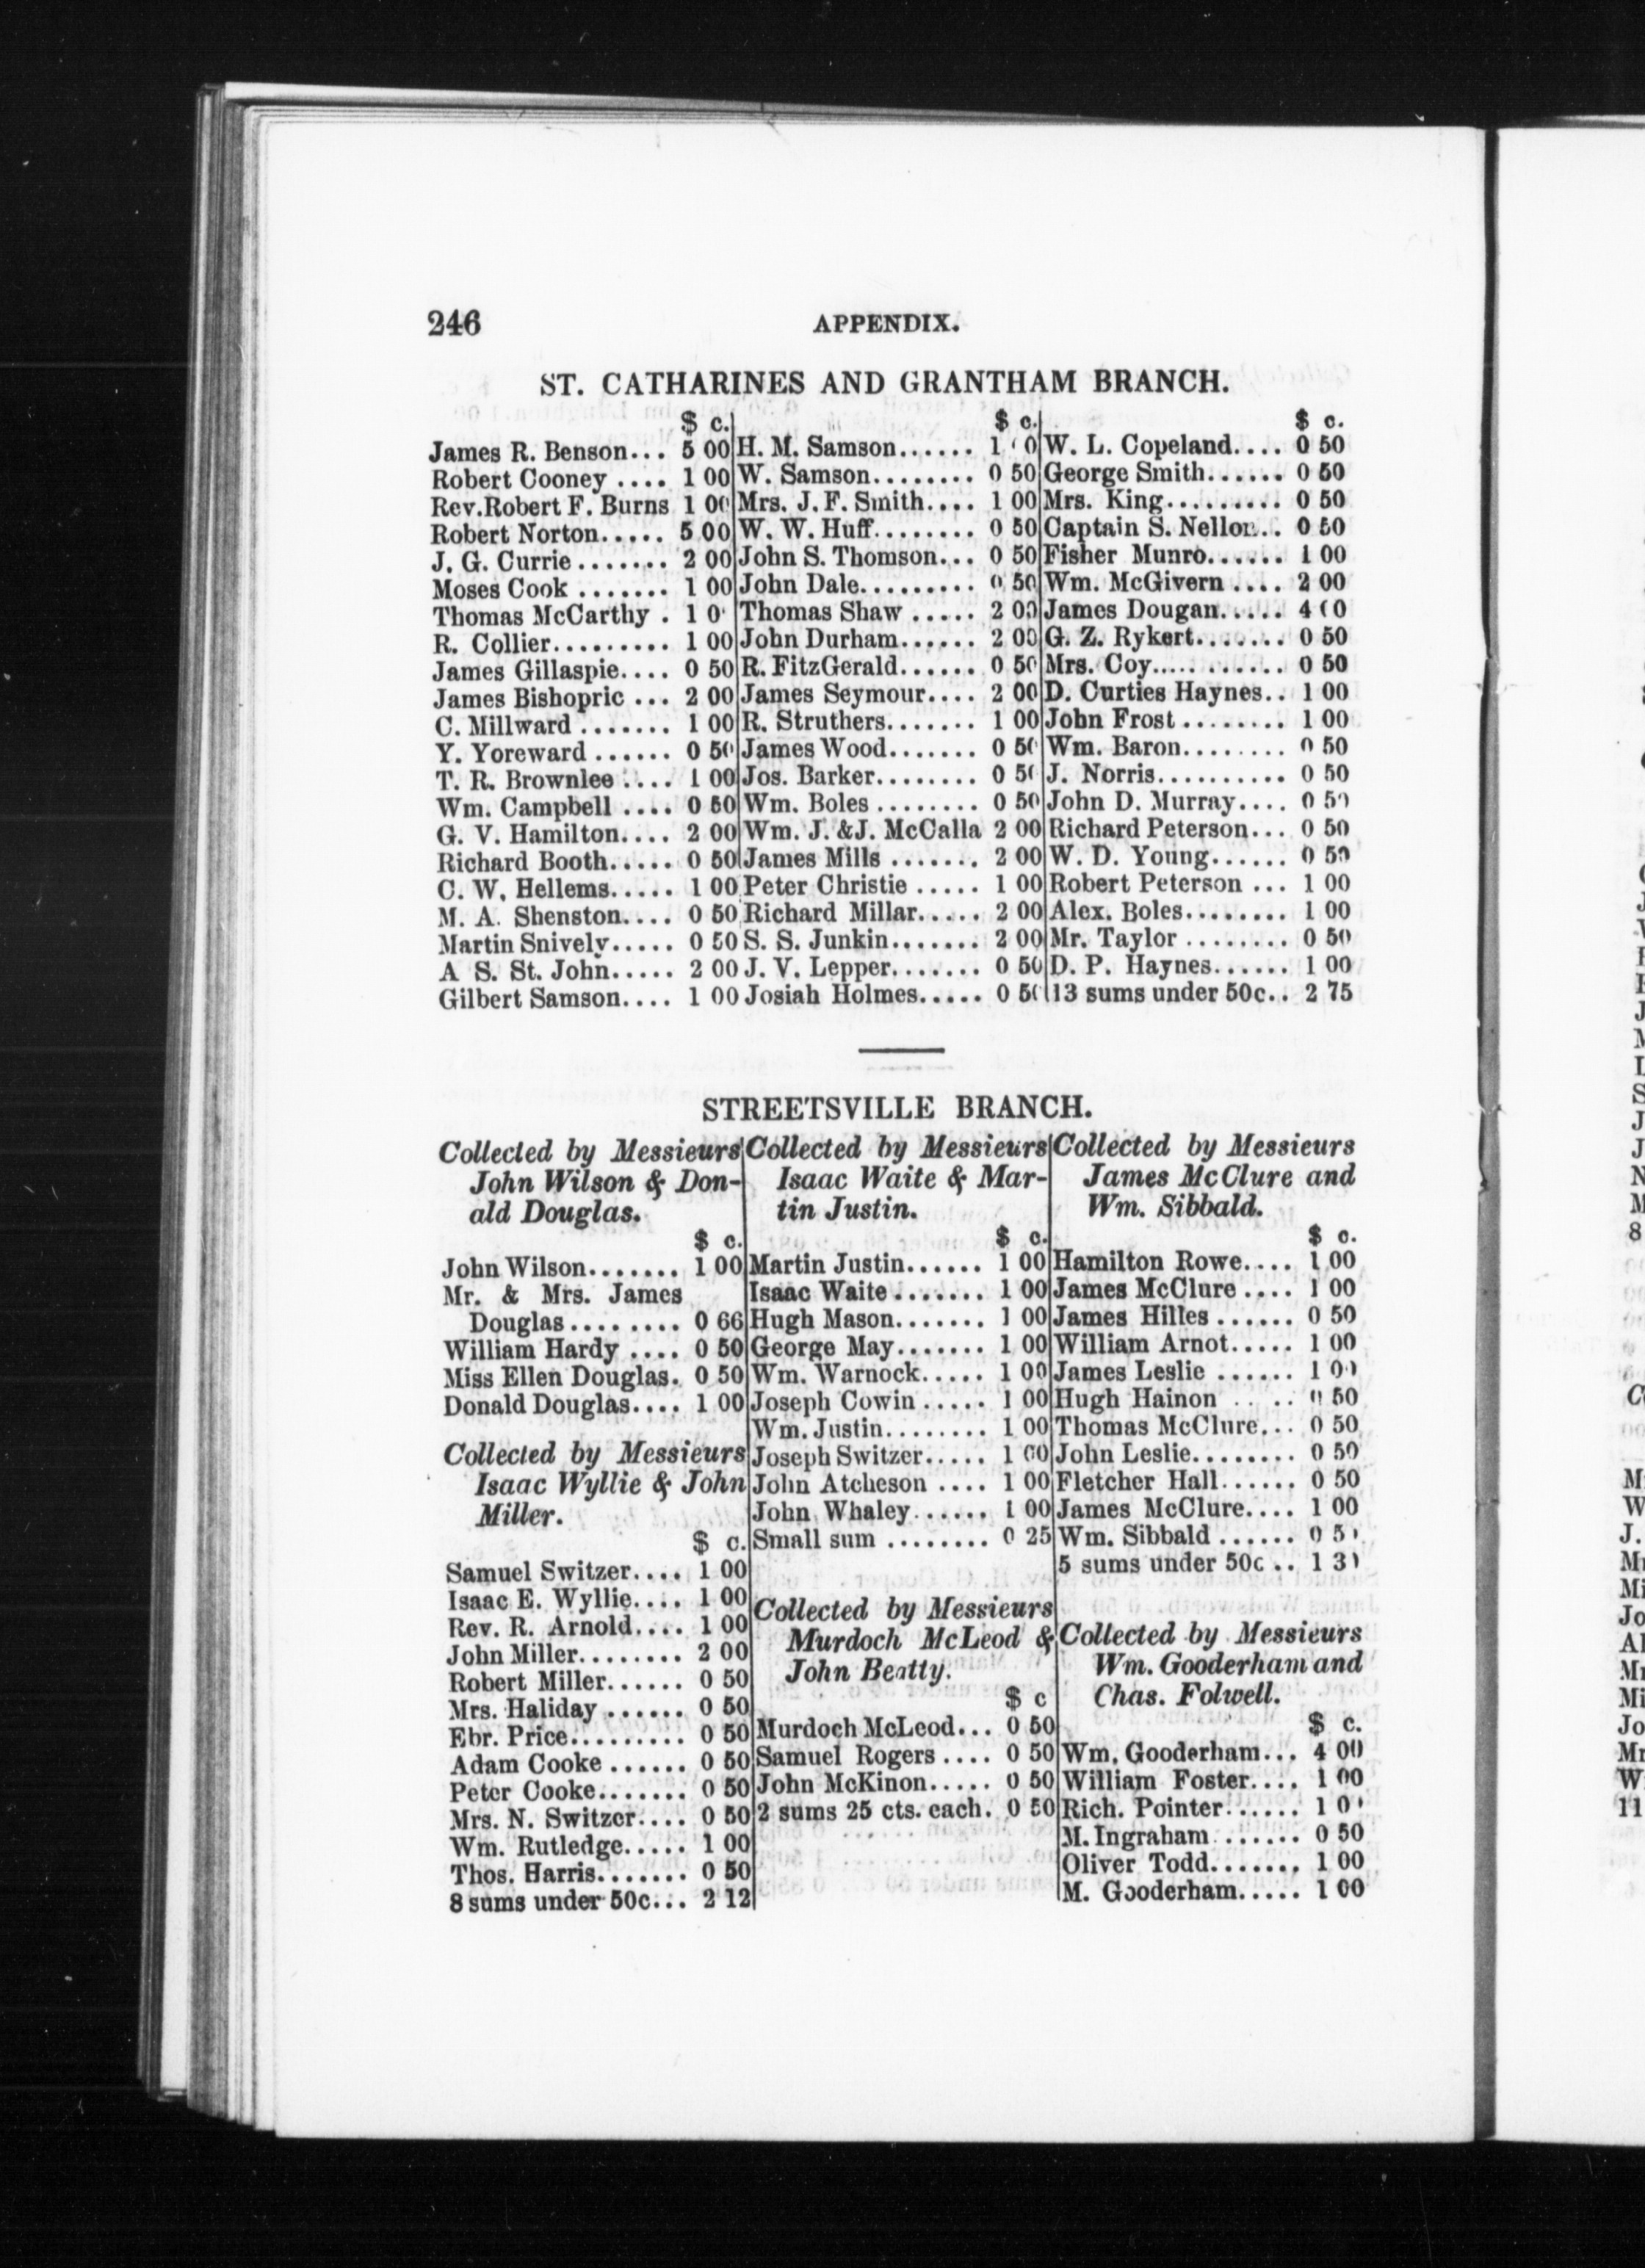 246 APPENDIX.
ST. CATHARINES AND GRANTHAM BRANCH.
$ c.
James R. Benson... 5 00
Robert Cooney .... 1 00
Rev. Robert F. Burns 1 00
Robert Norton..... 5 00
J. G. Currie....... 2 00
Moses Cook ....... 1 00
Thomas McCarthy . 1 0
R. Collier......... 1 00
James Gillaspie.... 0 50
James Bishopric ... 2 00
C. Millward ....... 1 00
Y. Yoreward ...... 0 50
T. R. Brownlee .... 1 00
Wm. Campbell .... 0 50
G. V. Hamilton.... 2 00
Richard Booth..... 0 50
C. W. Hellems..... 1 00
M. A. Shenston.... 0 50
Martin Snively..... 0 50
A S. St. John..... 2 00
Gilbert Samson.... 1 00
$ c.
H. M. Samson...... 1 0
W. Samson........ 0 50
Mrs. J. F. Smith.... 1 00
W. W. Huff........ 0 50
John S. Thomson... 0 50
John Dale......... 0 50
Thomas Shaw ..... 2 00
John Durham...... 2 00
R. FitzGerald...... 0 50
James Seymour.... 2 00
R. Struthers....... 1 00
James Wood....... 0 50
Jos. Barker........ 0 50
Wm. Boles ........ 0 50
Wm. J. & J. McCalla 2 00
James Mills ....... 2 00
Peter Christie ..... 1 00
Richard Millar..... 2 00
S. S. Junkin....... 2 00
J. V. Lepper....... 0 50
Josiah Holmes..... 0 50
$ c.
W. L. Copeland.... 0 50
George Smith...... 0 50
Mrs. King......... 0 50
Captain S. Nellor... 0 50
Fisher Munro...... 1 00
Wm. McGivern .... 2 00
James Dougan..... 4 00
G. Z. Rykert....... 0 50
Mrs. Coy........... 0 50
D. Curties Haynes.. 1 00
John Frost ........ 1 00
Wm. Baron........ 0 50
J. Norris.......... 0 50
John D. Murray.... 0 50
Richard Peterson... 0 50
W. D. Young...... 0 50
Robert Peterson ... 1 00
Alex. Boles........ 1 00
Mr. Taylor ........ 0 50
D. P. Haynes...... 1 00
13 sums under 50c.. 2 75
STREETSVILLE BRANCH.
Collected by Messieurs
John Wilson & Don-
ald Douglas.
$ c.
John Wilson....... 1 00
Mr. & Mrs. James
Douglas........ 0 66
William Hardy .... 0 50
Miss Ellen Douglas. 0 50
Donald Douglas.... 1 00
Collected by Messieurs
Isaac Wyllie & John
Miller.
$ c.
Samuel Switzer.... 1 00
Isaac E. Wyllie.... 1 00
Rev. R. Arnold.... 1 00
John Miller........ 2 00
Robert Miller...... 0 50
Mrs. Haliday ...... 0 50
Ebr. Price......... 0 50
Adam Cooke ...... 0 50
Peter Cooke....... 0 50
Mrs. N. Switzer.... 0 50
Wm. Rutledge..... 1 00
Thos. Harris....... 0 50
8 sums under 50c... 2 12
Collected by Messieurs
Isaac Waite & Mar-
tin Justin.
$ c.
Martin Justin...... 1 00
Isaac Waite ....... 1 00
Hugh Mason....... 1 00
George May....... 1 00
Wm. Warnock..... 1 00
Joseph Cowin ..... 1 00
Wm. Justin........ 1 00
Joseph Switzer..... 1 00
John Atcheson .... 1 00
John Whaley...... 1 00
Small sum ........ 0 25
Collected by Messieurs
Murdoch McLeod &
John Beatty.
$ c
Murdoch McLeod... 0 50
Samuel Rogers .... 0 50
John McKinon..... 0 50
2 sums 25 cts. each. 0 50
Collected by Messieurs
James McClure and
Wm. Sibbald.
$ c.
Hamilton Rowe.... 1 00
James McClure .... 1 00
James Hilles ...... 0 50
William Arnot..... 1 00
James Leslie ...... 1 00
Hugh Hainon .. .. 0 50
Thomas McClure... 0 50
John Leslie........ 0 50
Fletcher Hall...... 0 50
James McClure.... 1 00
Wm. Sibbald ...... 0 5
5 sums under 50c .. 1 3
Collected by Messieurs
Wm. Gooderham and
Chas. Folwell.
$ c.
Wm. Gooderham... 4 00
William Foster.... 1 00
Rich. Pointer...... 1 0
M. Ingraham....... 0 50
Oliver Todd....... 1 00
M. Gooderham..... 1 00